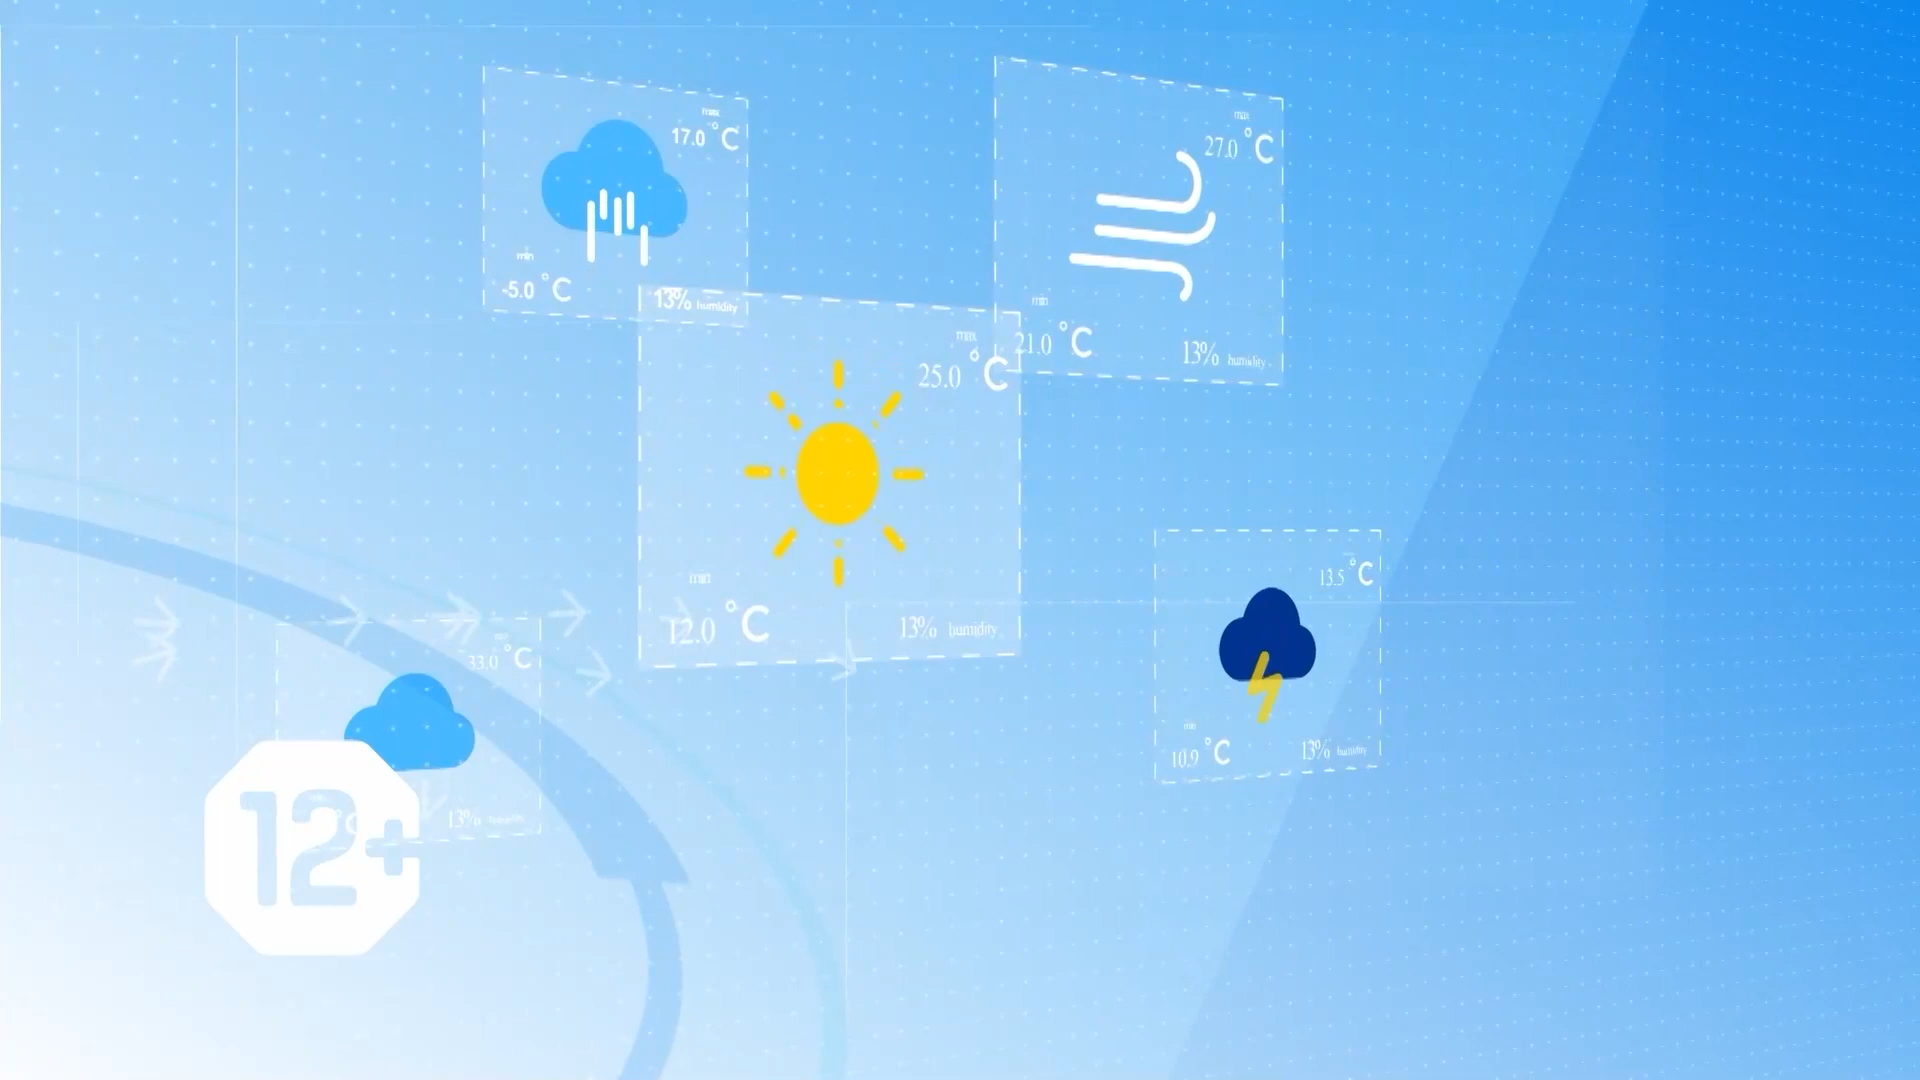 max
17.0 °C
min
-5.0 °C
13% humidity
max
27.0 °C
min
21.0 °C
13% humidity
max
25.0 °C
min
12.0 °C
13% humidity
13.5 °C
min
10.9 °C
13% humidity
33.0 °C
°C
13% humidity
12+